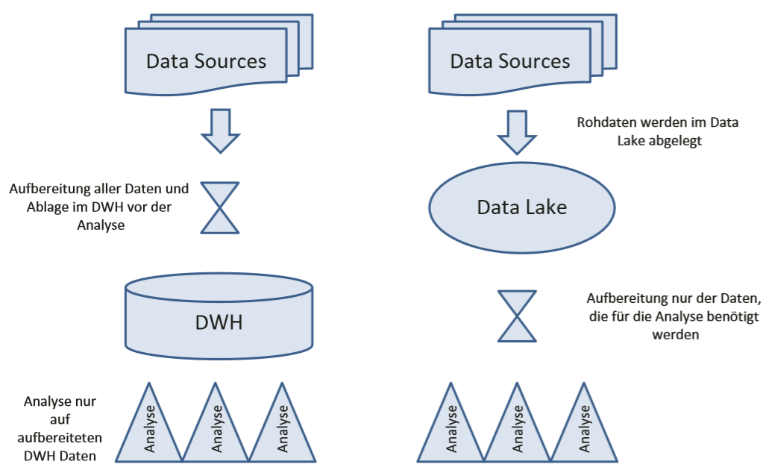 Data Sources
Aufbereitung aller Daten und
Ablage im DWH vor der
Analyse
DWH
Analyse nur
auf
aufbereiteten
DWH Daten
Analyse
Analyse
Analyse
Data Sources
Rohdaten werden im Data
Lake abgelegt
Data Lake
Aufbereitung nur der Daten,
die für die Analyse benötigt
werden
Analyse
Analyse
Analyse